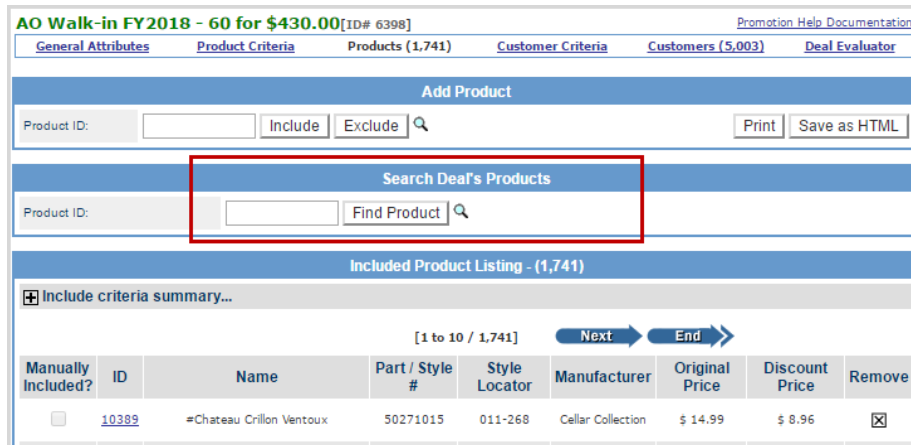 AO Walk-in FY2018 - 60 for $430.00[ID# 6398] Promotion Help Documentation
General Attributes Product Criteria Products (1,741) Customer Criteria Customers (5,003) Deal Evaluator
Add Product
Product ID: Include Exclude Print Save as HTML
Search Deal's Products
Product ID: Find Product
Included Product Listing - (1,741)
Include criteria summary...
[1 to 10 / 1,741] Next End
Manually Included? ID Name Part / Style # Style Locator Manufacturer Original Price Discount Price Remove
10389 #Chateau Crillon Ventoux 50271015 011-268 Cellar Collection $ 14.99 $ 8.96